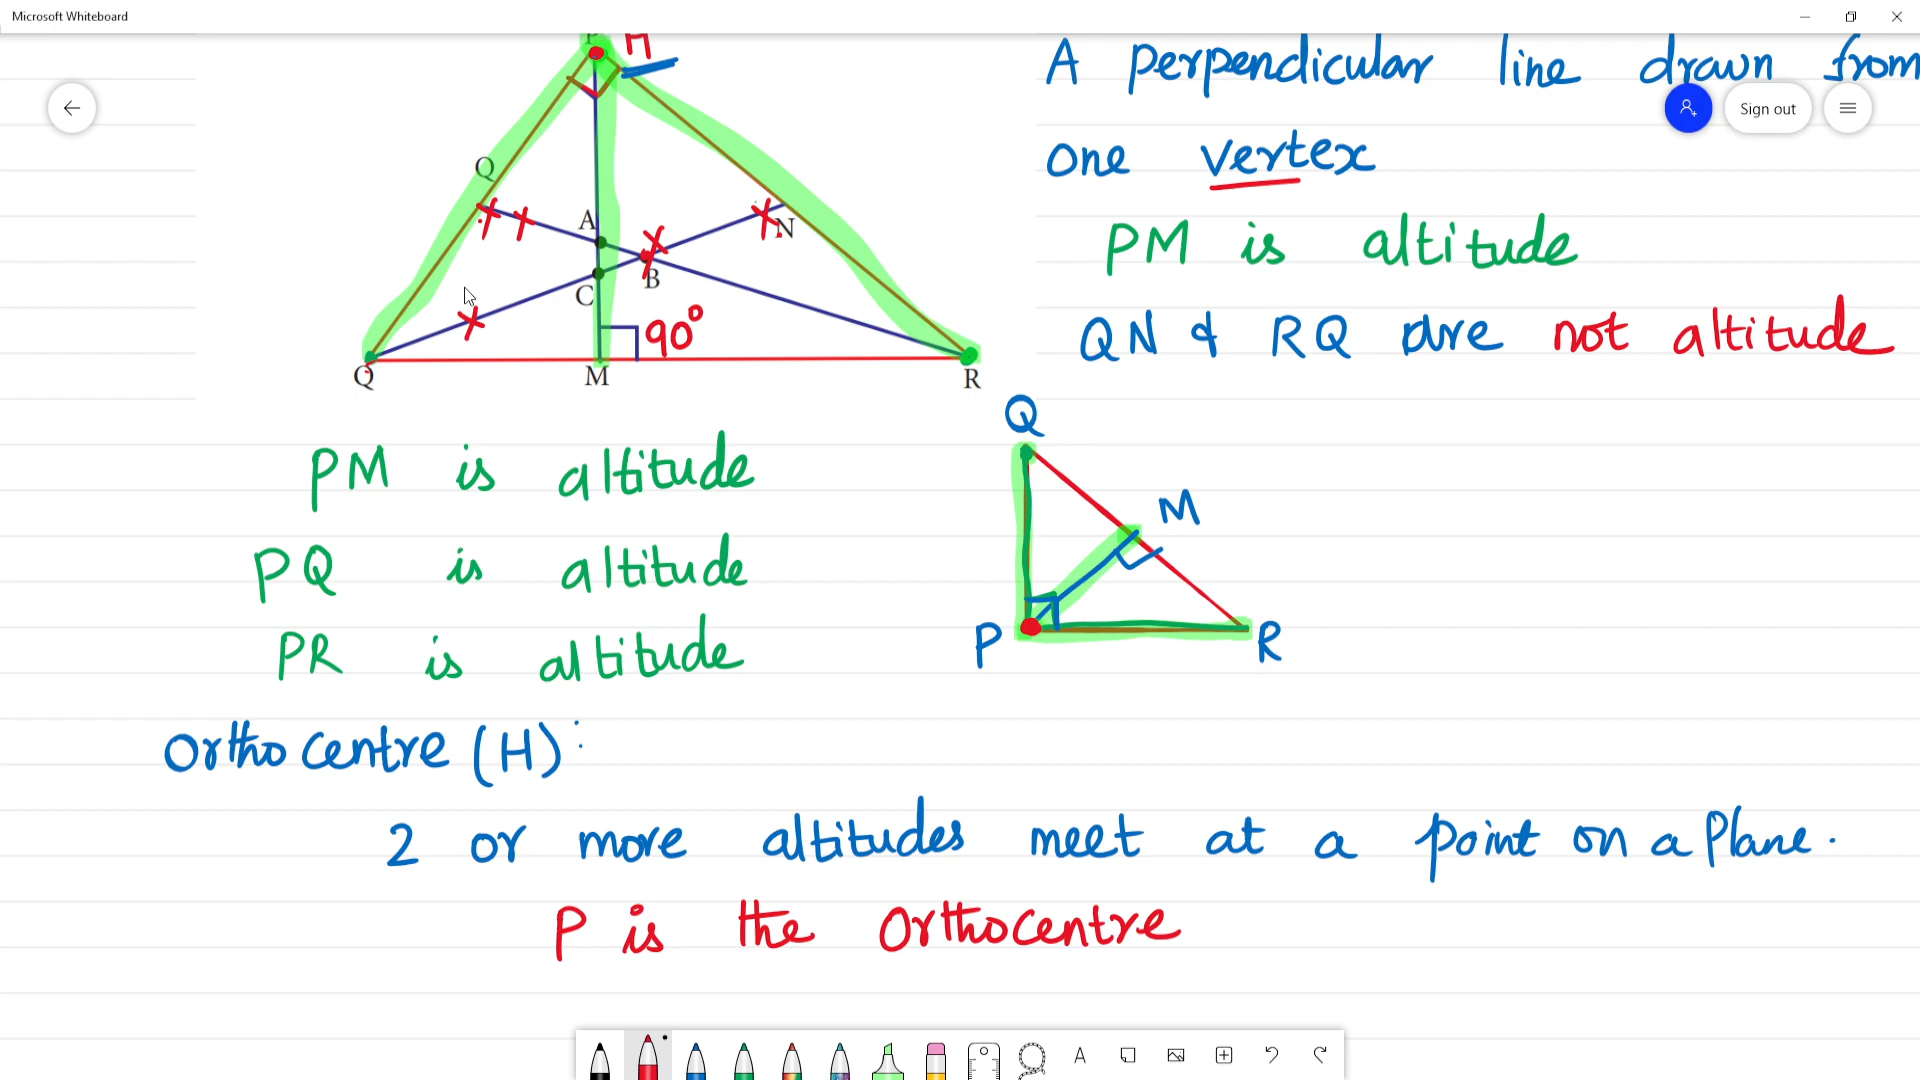 Microsoft Whiteboard
P H
A perpendicular line drawn from
Sign out
one vertex
Q
A
N
B
C
PM is altitude
90°
QN & RQ are not altitude
Q M R
Q
PM is altitude
M
PQ is altitude
P R
PR is altitude
Orthocentre (H):
2 or more altitudes meet at a point on a Plane.
P is the Orthocentre